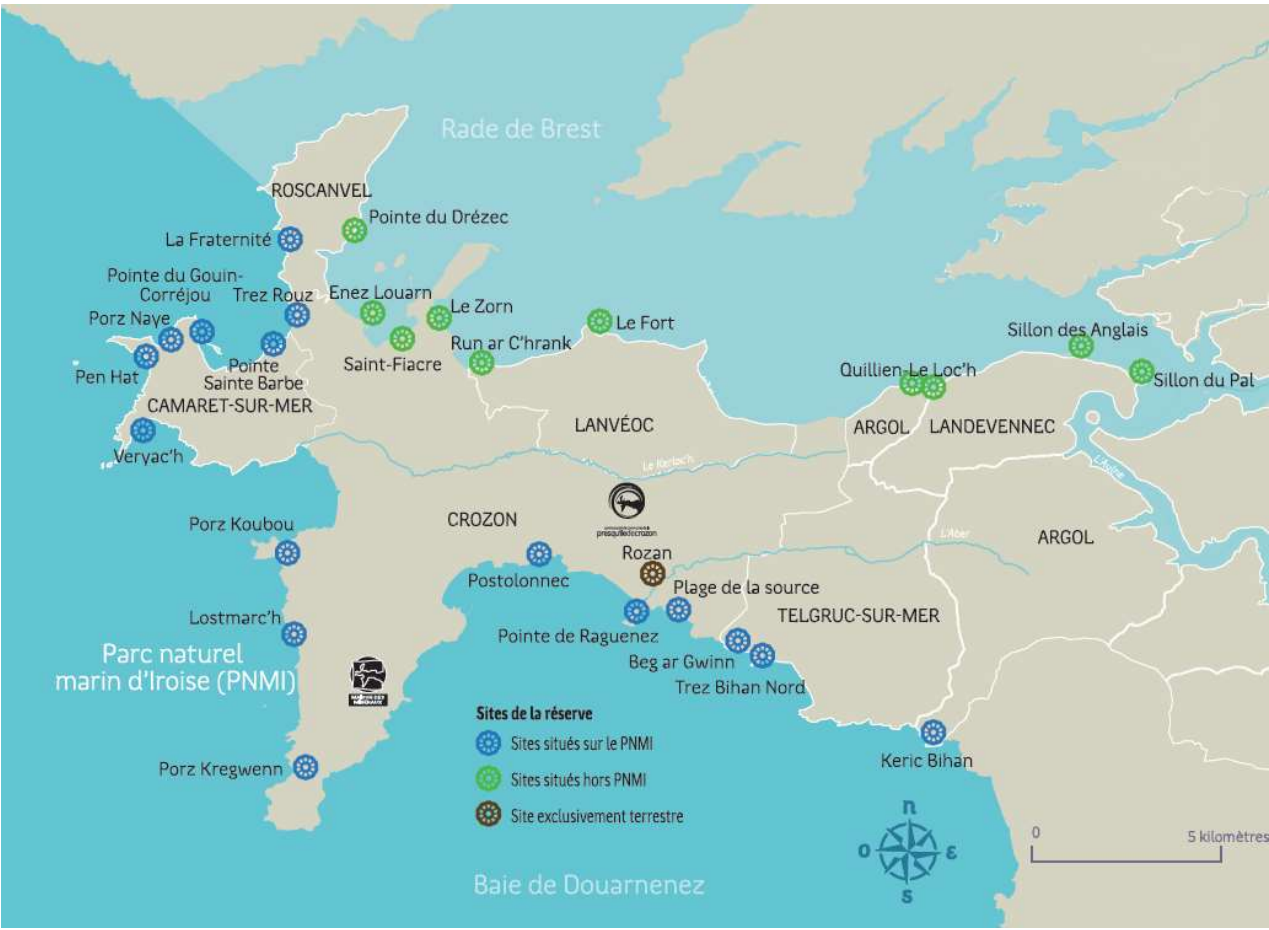 Rade de Brest
ROSCANVEL
Pointe du Drézec
La Fraternité
Pointe du Gouin-
Corréjou
Trez Rouz
Enez Louarn
Le Zorn
Porz Naye
Le Fort
Sillon des Anglais
Run ar C'hrank
Pointe
Sainte Barbe
Saint-Fiacre
Pen Hat
Quillien-Le Loc'h
Sillon du Pal
CAMARET-SUR-MER
LANVÉOC
ARGOL
LANDEVENNEC
Veryac'h
Le Kerloc'h
L'Aulne
Porz Koubou
CROZON
presquîledecrozon
L'Aber
ARGOL
Rozan
Postolonnec
Plage de la source
Lostmarc'h
Pointe de Raguenez
TELGRUC-SUR-MER
Parc naturel
marin d'Iroise (PNMI)
Beg ar Gwinn
Trez Bihan Nord
MAISON DES
MINÉRAUX
Sites de la réserve
Sites situés sur le PNMI
Sites situés hors PNMI
Site exclusivement terrestre
Porz Kregwenn
Keric Bihan
n
o
ε
s
0
5 kilomètres
Baie de Douarnenez